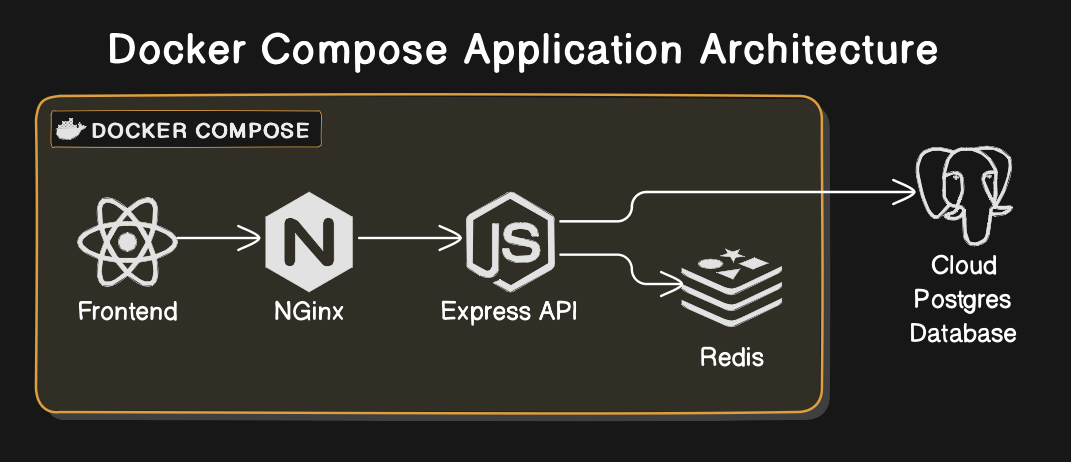 Docker Compose Application Architecture
DOCKER COMPOSE
N
JS
Frontend
NGinx
Express API
Redis
Cloud
Postgres
Database